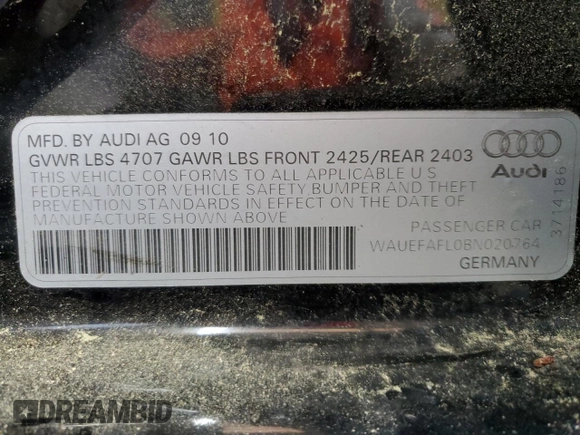 MFD. BY AUDI AG 09 10
GVWR LBS 4707 GAWR LBS FRONT 2425/REAR 2403
THIS VEHICLE CONFORMS TO ALL APPLICABLE U S
FEDERAL MOTOR VEHICLE SAFETY, BUMPER AND THEFT
PREVENTION STANDARDS IN EFFECT ON THE DATE OF
MANUFACTURE SHOWN ABOVE
PASSENGER CAR
WAUEFAFL0BN020764
GERMANY
Audi
3714186
DREAMBID